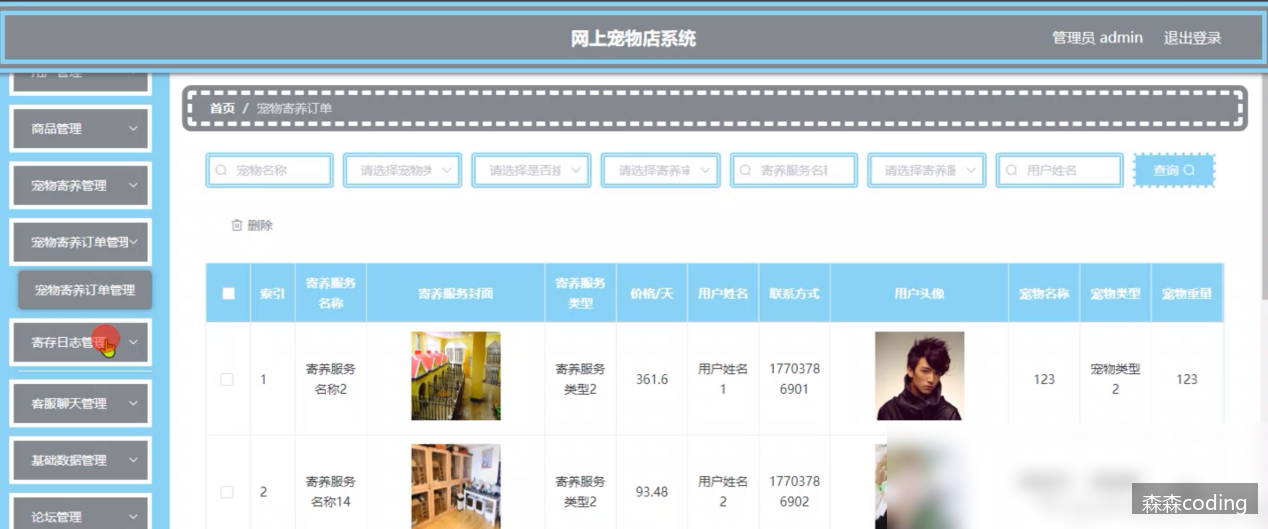 网上宠物店系统
管理员 admin
退出登录
用户管理
商品管理
宠物寄养管理
宠物寄养订单管理
宠物寄养订单管理
寄存日志管理
客服聊天管理
基础数据管理
论坛管理
首页 / 宠物寄养订单
宠物名称
请选择宠物
请选择是否
请选择寄养
寄养服务名
请选择寄养
用户姓名
查询
删除
索引
寄养服务
名称
寄养服务封面
寄养服务
类型
价格/天
用户姓名
联系方式
用户头像
宠物名称
宠物类型
宠物重量
1
寄养服务
名称2
寄养服务
类型2
361.6
用户姓名
1
1770378
6901
123
宠物类型
2
123
2
寄养服务
名称14
寄养服务
类型2
93.48
用户姓名
2
1770378
6902
森森coding